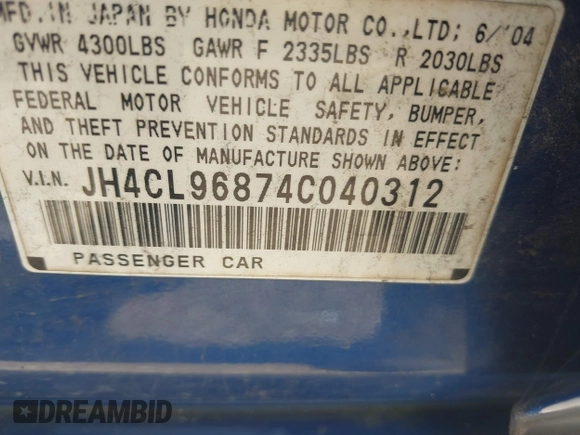 MFD. IN JAPAN BY HONDA MOTOR CO.,LTD; 6/'04
GVWR 4300LBS GAWR F 2335LBS R 2030LBS
THIS VEHICLE CONFORMS TO ALL APPLICABLE
FEDERAL MOTOR VEHICLE SAFETY, BUMPER,
AND THEFT PREVENTION STANDARDS IN EFFECT
ON THE DATE OF MANUFACTURE SHOWN ABOVE:
V.I.N. JH4CL96874C040312
PASSENGER CAR
DREAMBID